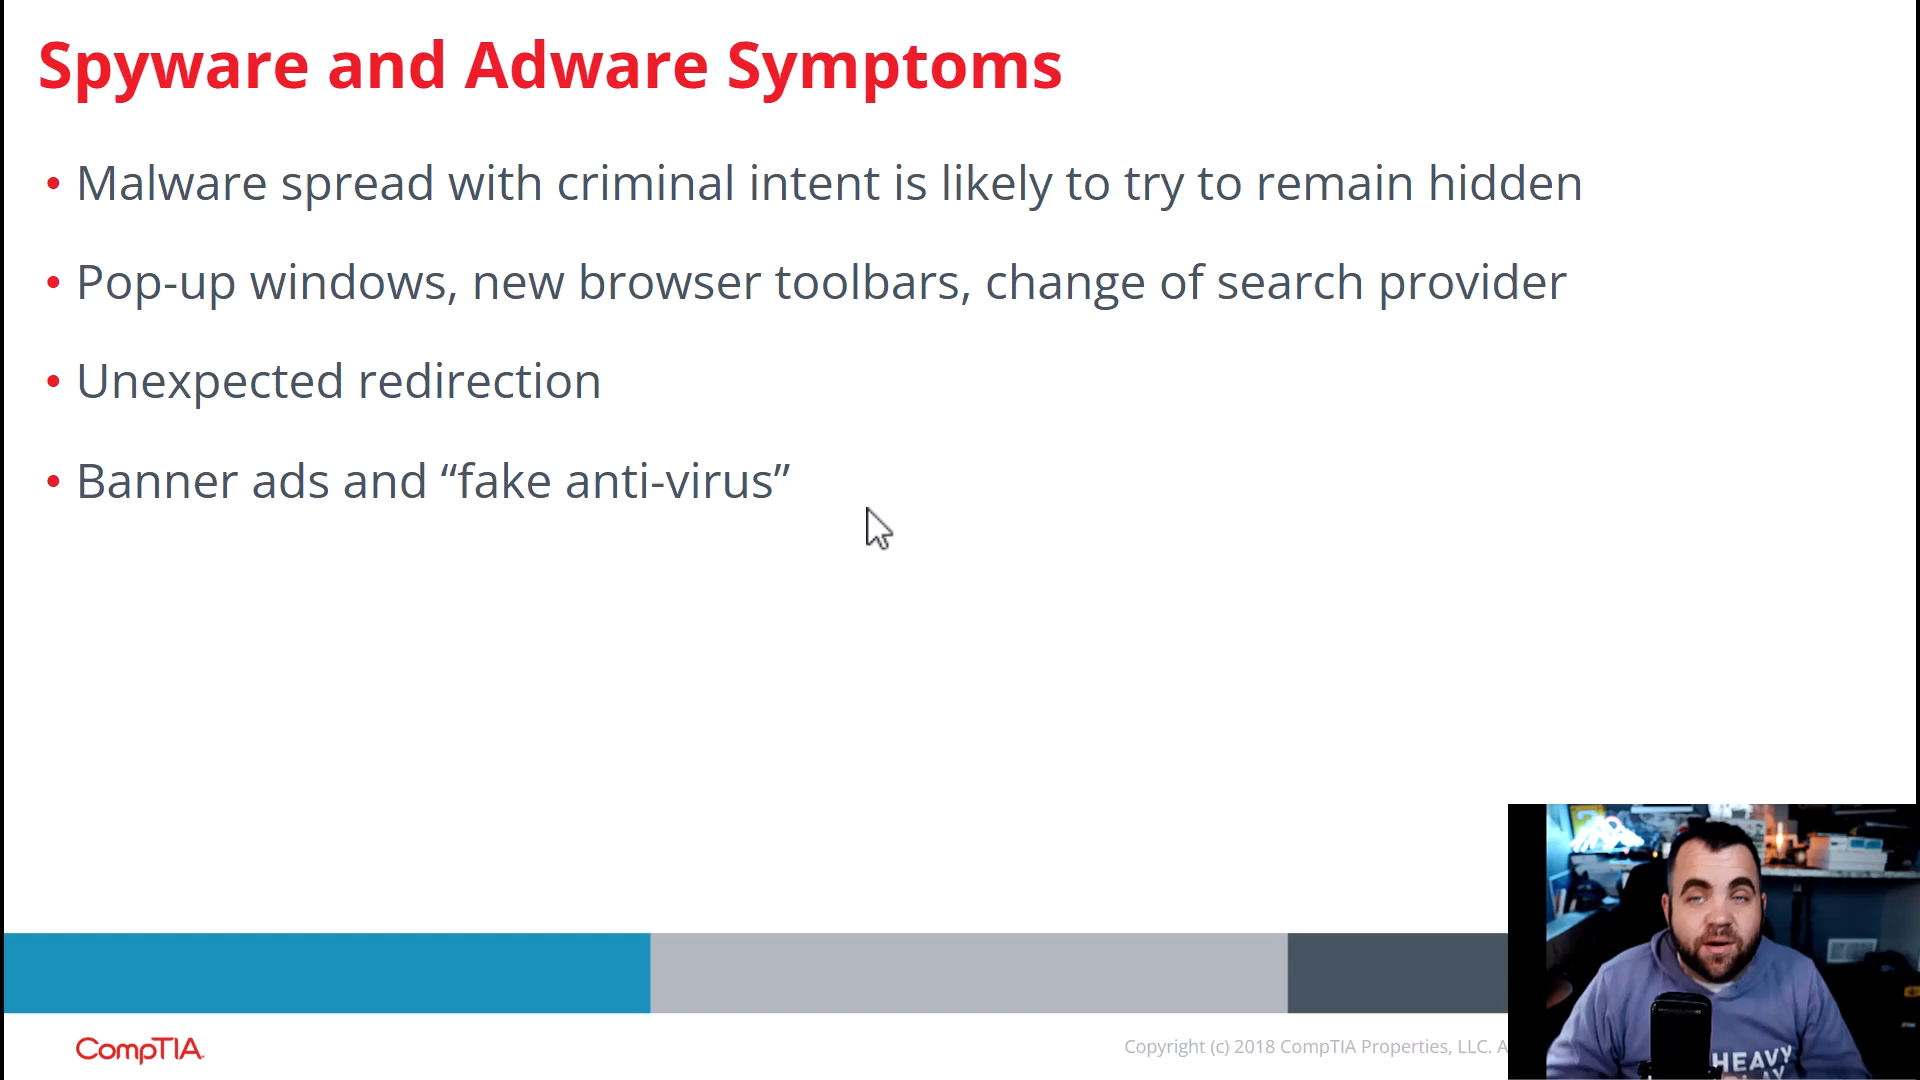 Spyware and Adware Symptoms
• Malware spread with criminal intent is likely to try to remain hidden
• Pop-up windows, new browser toolbars, change of search provider
• Unexpected redirection
• Banner ads and “fake anti-virus”
CompTIA.
Copyright (c) 2018 CompTIA Properties, LLC. A
HEAVY